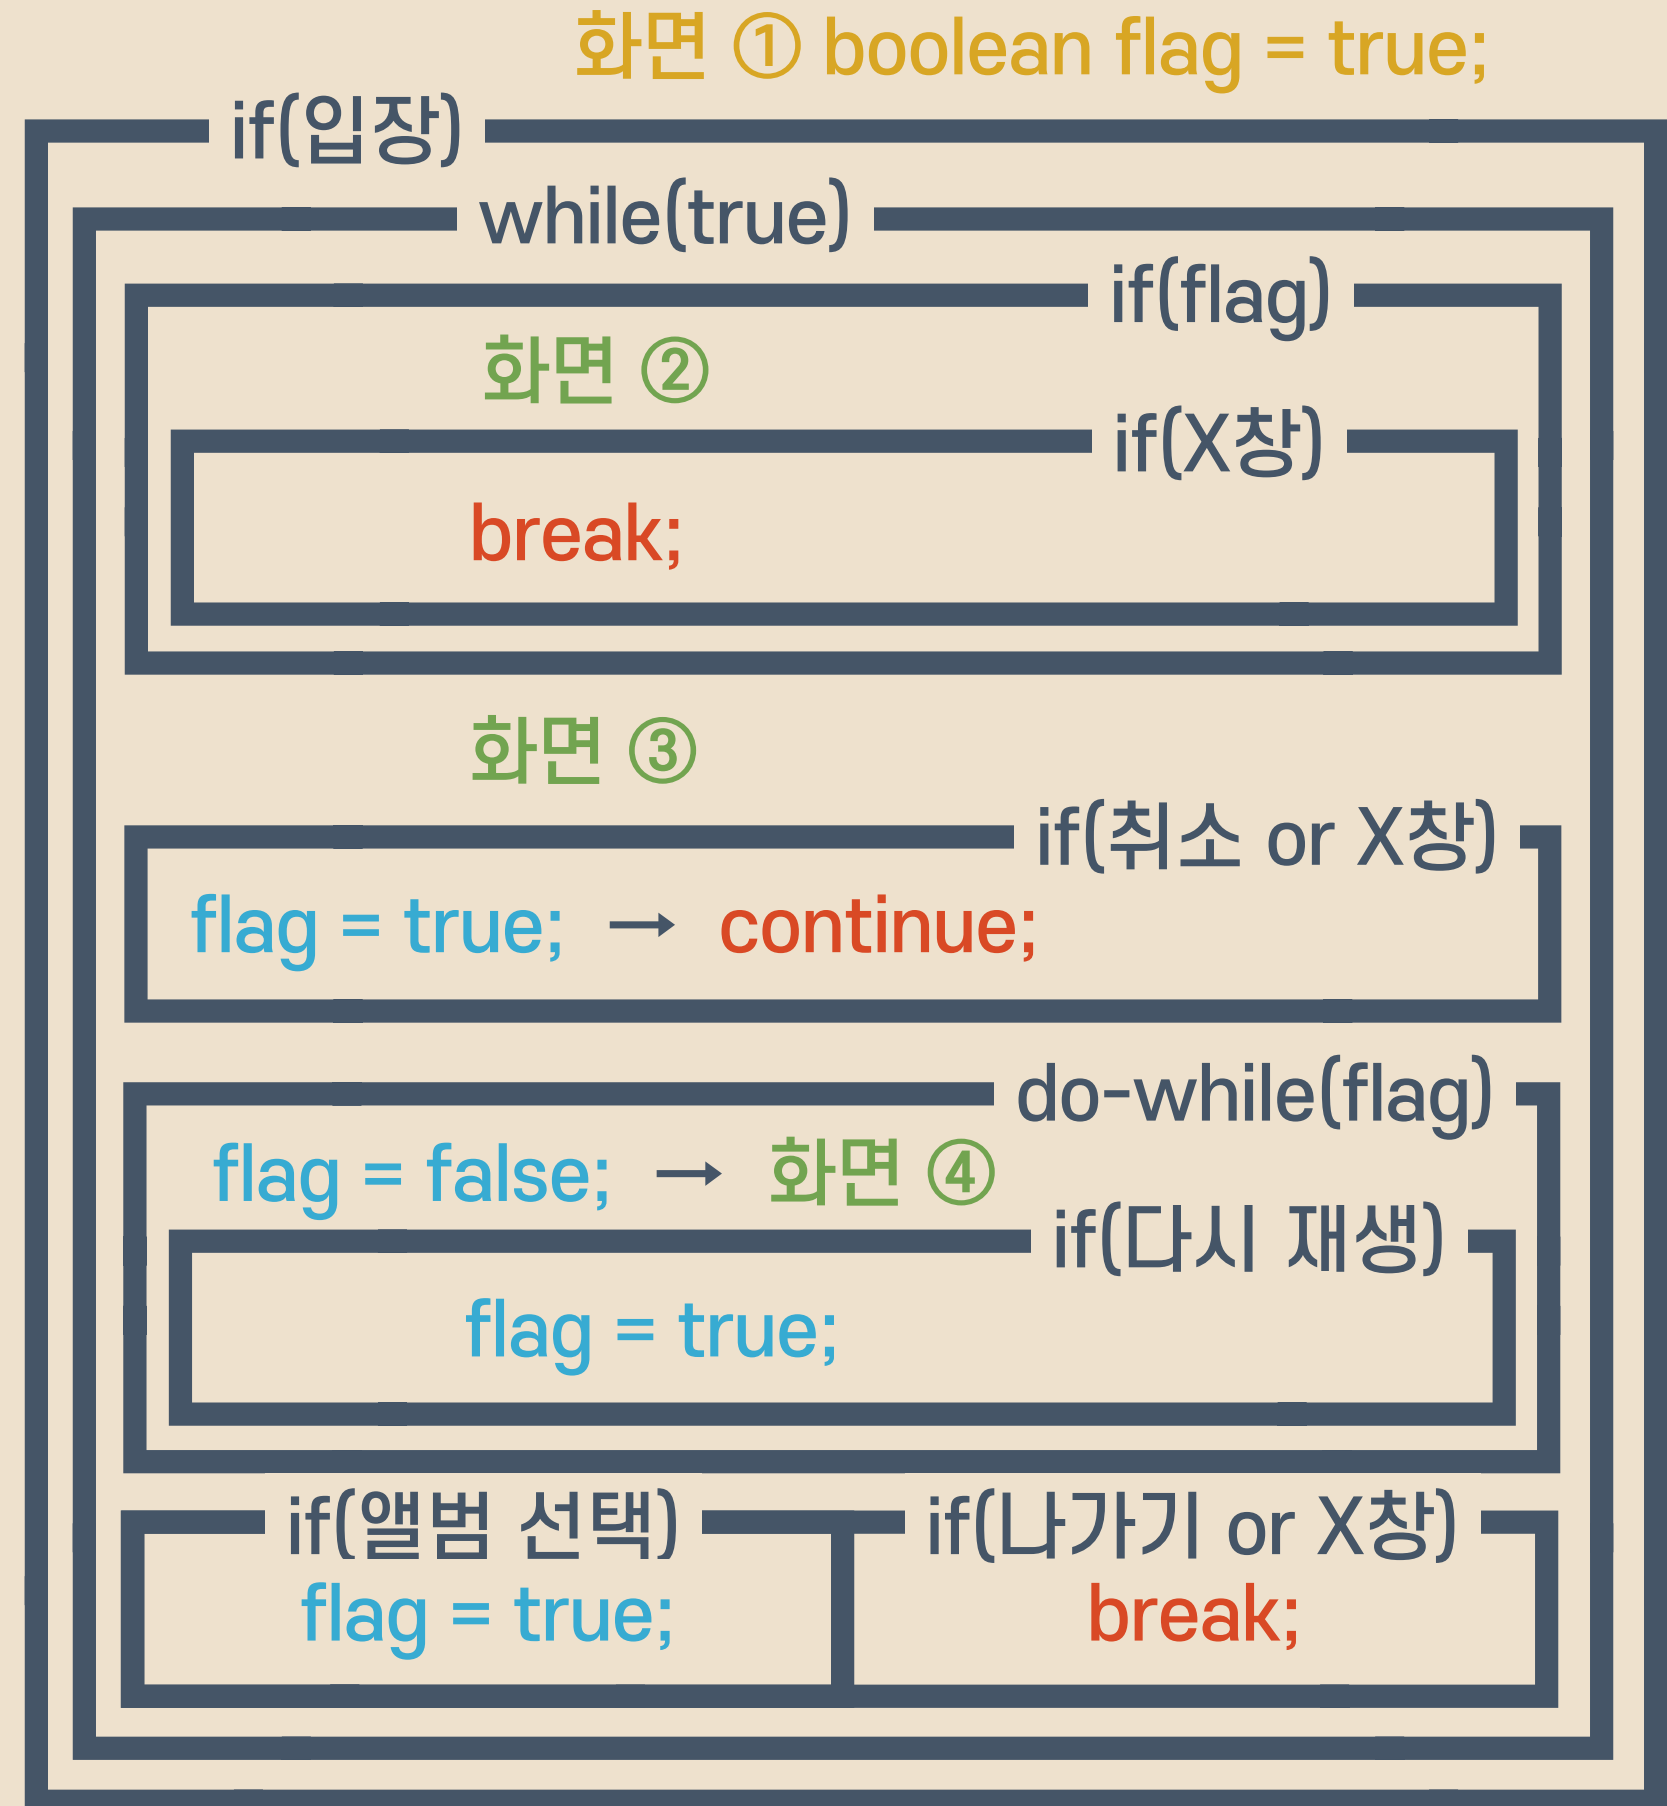 화면 ① boolean flag = true;
if(입장)
while(true)
if(flag)
화면 ②
if(X창)
break;
화면 ③
if(취소 or X창)
flag = true; → continue;
do-while(flag)
flag = false; → 화면 ④
if(다시 재생)
flag = true;
if(앨범 선택) if(나가기 or X창)
flag = true; break;